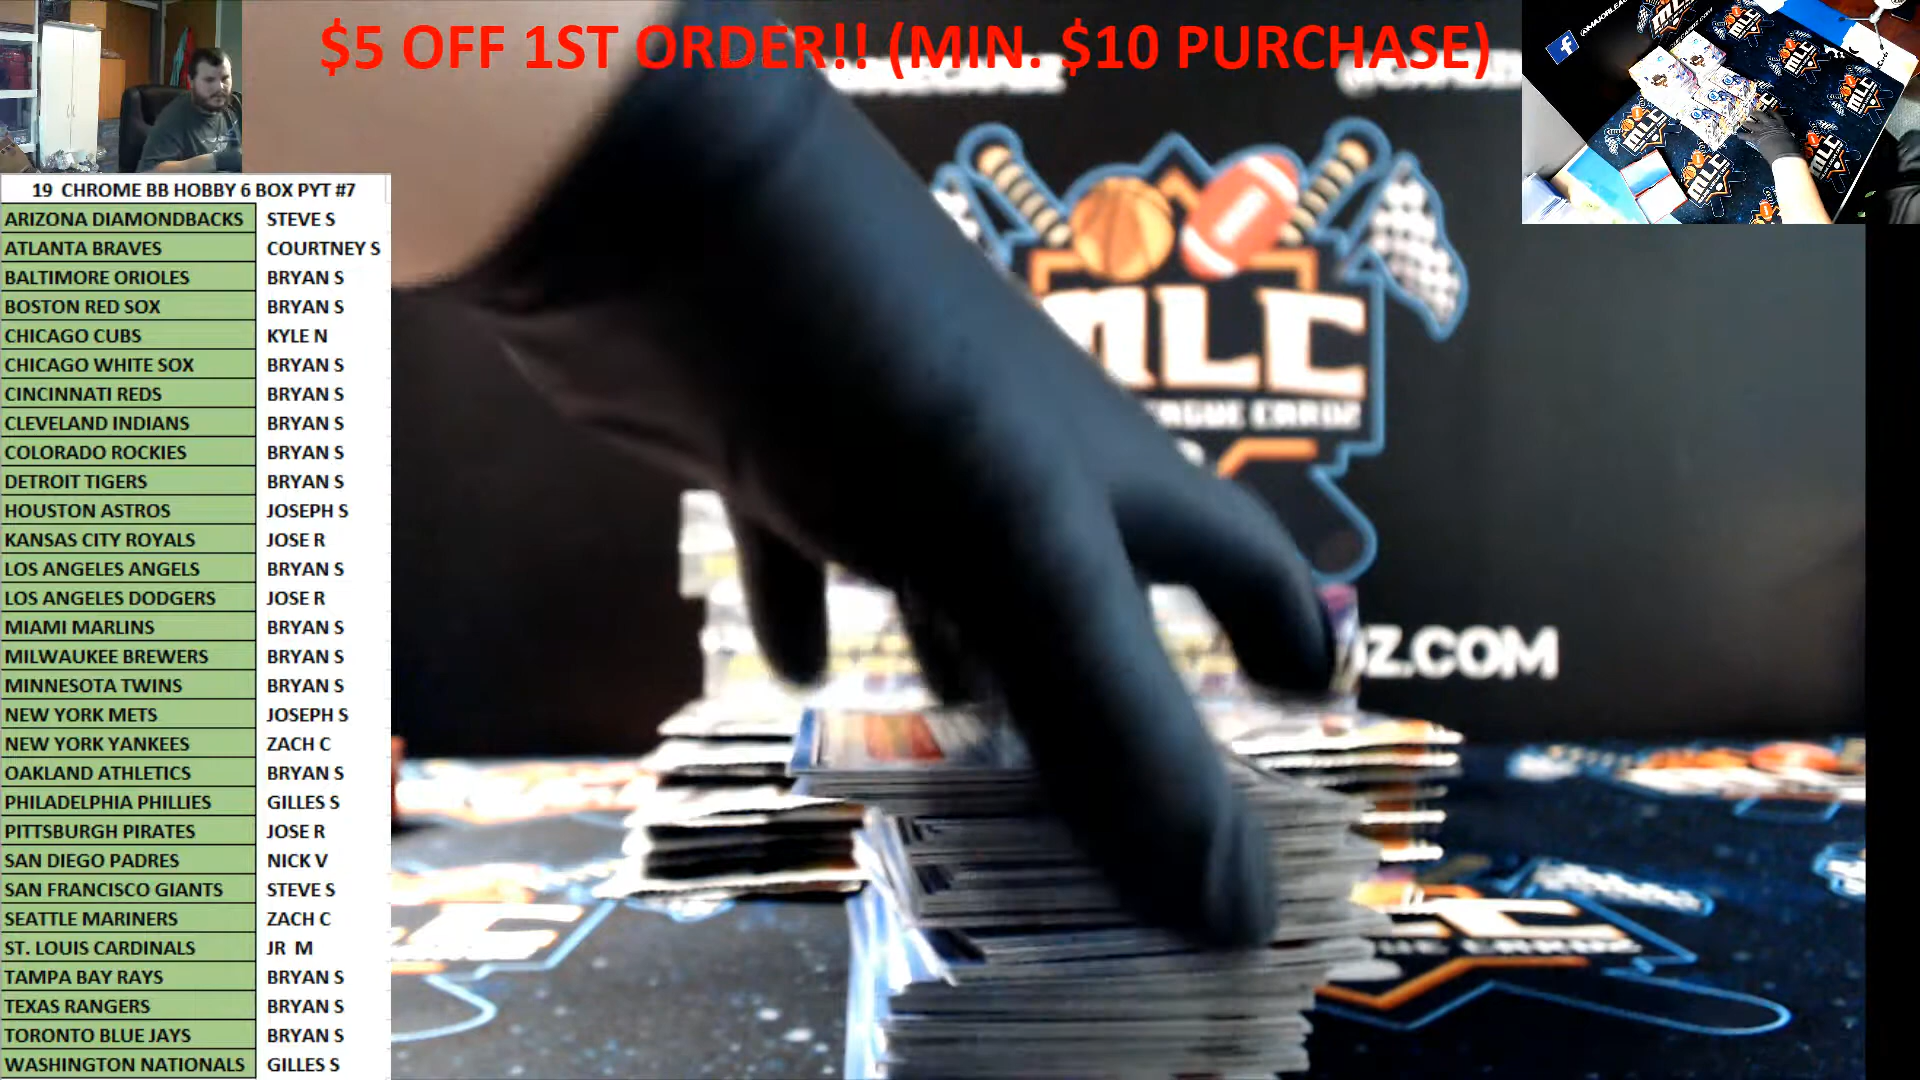 $5 OFF 1ST ORDER!! (MIN. $10 PURCHASE)
19 CHROME BB HOBBY 6 BOX PYT #7
ARIZONA DIAMONDBACKS STEVE S
ATLANTA BRAVES COURTNEY S
BALTIMORE ORIOLES BRYAN S
BOSTON RED SOX BRYAN S
CHICAGO CUBS KYLE N
CHICAGO WHITE SOX BRYAN S
CINCINNATI REDS BRYAN S
CLEVELAND INDIANS BRYAN S
COLORADO ROCKIES BRYAN S
DETROIT TIGERS BRYAN S
HOUSTON ASTROS JOSEPH S
KANSAS CITY ROYALS JOSE R
LOS ANGELES ANGELS BRYAN S
LOS ANGELES DODGERS JOSE R
MIAMI MARLINS BRYAN S
MILWAUKEE BREWERS BRYAN S
MINNESOTA TWINS BRYAN S
NEW YORK METS JOSEPH S
NEW YORK YANKEES ZACH C
OAKLAND ATHLETICS BRYAN S
PHILADELPHIA PHILLIES GILLES S
PITTSBURGH PIRATES JOSE R
SAN DIEGO PADRES NICK V
SAN FRANCISCO GIANTS STEVE S
SEATTLE MARINERS ZACH C
ST. LOUIS CARDINALS JR M
TAMPA BAY RAYS BRYAN S
TEXAS RANGERS BRYAN S
TORONTO BLUE JAYS BRYAN S
WASHINGTON NATIONALS GILLES S
MLC
Z.COM
MLC
MLC
MLC
MLC
MLC